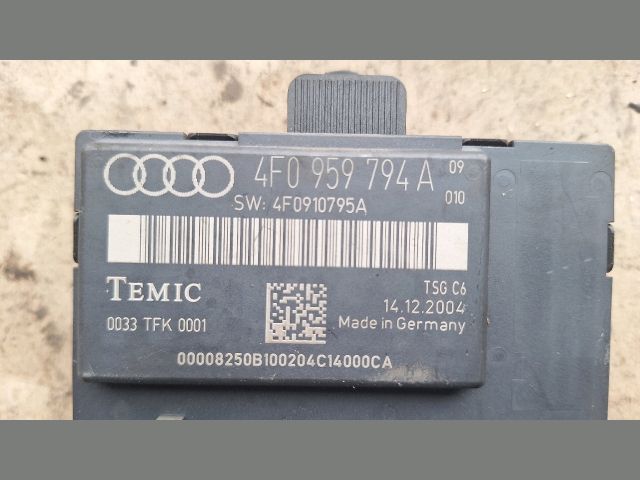 4F0 959 794 A 09
010
SW: 4F0910795A
TEMIC
TSG C6
14.12.2004
0033 TFK 0001
Made in Germany
00008250B100204C14000CA